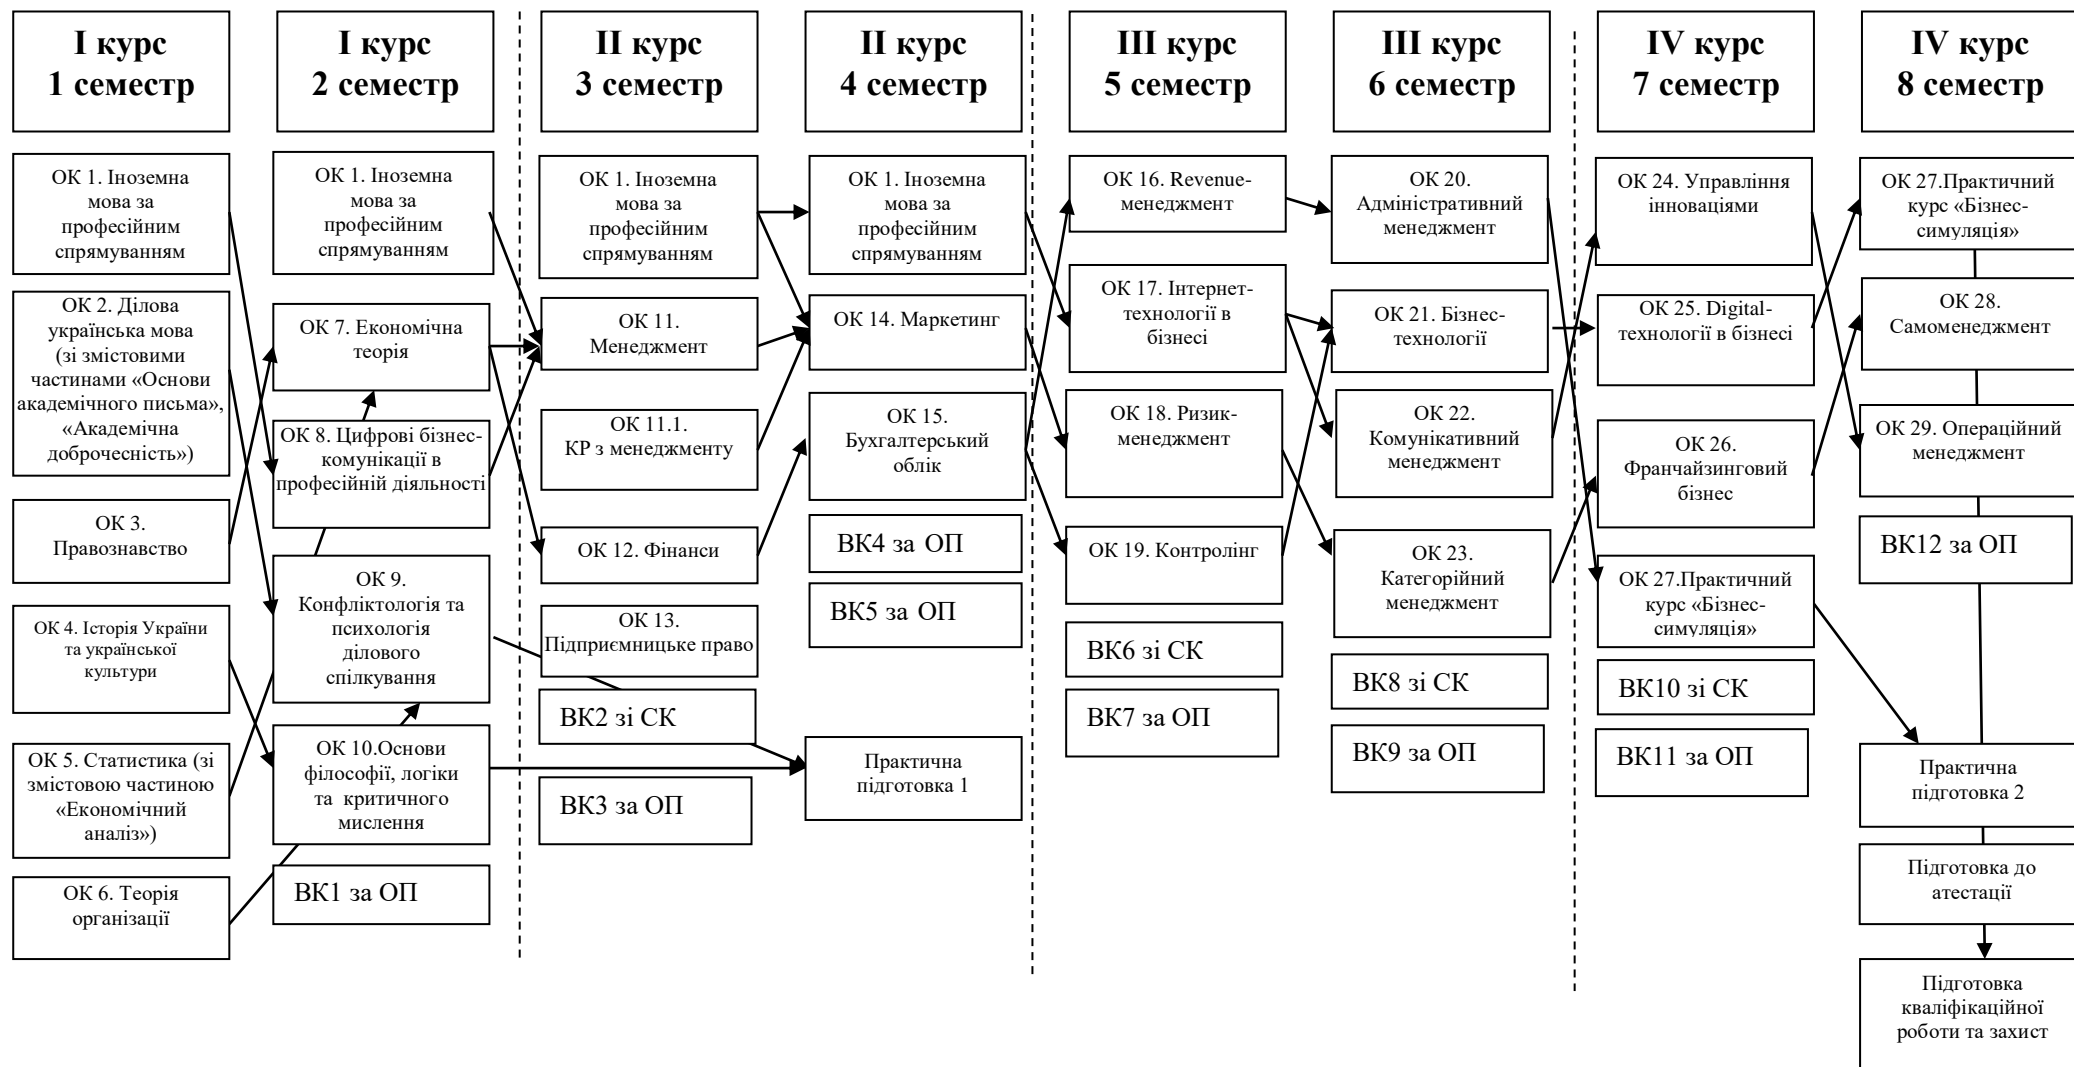 I курс
1 семестр
I курс
2 семестр
II курс
3 семестр
II курс
4 семестр
III курс
5 семестр
III курс
6 семестр
IV курс
7 семестр
IV курс
8 семестр
ОК 1. Іноземна
мова за
професійним
спрямуванням
ОК 2. Ділова
українська мова
(зі змістовими
частинами «Основи
академічного письма»,
«Академічна
доброчесність»)
ОК 3.
Правознавство
ОК 4. Історія України
та української
культури
ОК 5. Статистика (зі
змістовою частиною
«Економічний
аналіз»)
ОК 6. Теорія
організації
ОК 1. Іноземна
мова за
професійним
спрямуванням
ОК 7. Економічна
теорія
ОК 8. Цифрові бізнес-
комунікації в
професійній діяльності
ОК 9.
Конфліктологія та
психологія
ділового
спілкування
ОК 10.Основи
філософії, логіки
та критичного
мислення
ВК1 за ОП
ОК 1. Іноземна
мова за
професійним
спрямуванням
ОК 11.
Менеджмент
ОК 11.1.
КР з менеджменту
ОК 12. Фінанси
ОК 13.
Підприємницьке право
ВК2 зі СК
ВК3 за ОП
ОК 1. Іноземна
мова за
професійним
спрямуванням
ОК 14. Маркетинг
ОК 15.
Бухгалтерський
облік
ВК4 за ОП
ВК5 за ОП
Практична
підготовка 1
ОК 16. Revenue-
менеджмент
ОК 17. Інтернет-
технології в
бізнесі
ОК 18. Ризик-
менеджмент
ОК 19. Контролінг
ВК6 зі СК
ВК7 за ОП
ОК 20.
Адміністративний
менеджмент
ОК 21. Бізнес-
технології
ОК 22.
Комунікативний
менеджмент
ОК 23.
Категорійний
менеджмент
ВК8 зі СК
ВК9 за ОП
ОК 24. Управління
інноваціями
ОК 25. Digital-
технології в бізнесі
ОК 26.
Франчайзинговий
бізнес
ОК 27.Практичний
курс «Бізнес-
симуляція»
ВК10 зі СК
ВК11 за ОП
ОК 27.Практичний
курс «Бізнес-
симуляція»
ОК 28.
Самоменеджмент
ОК 29. Операційний
менеджмент
ВК12 за ОП
Практична
підготовка 2
Підготовка до
атестації
Підготовка
кваліфікаційної
роботи та захист